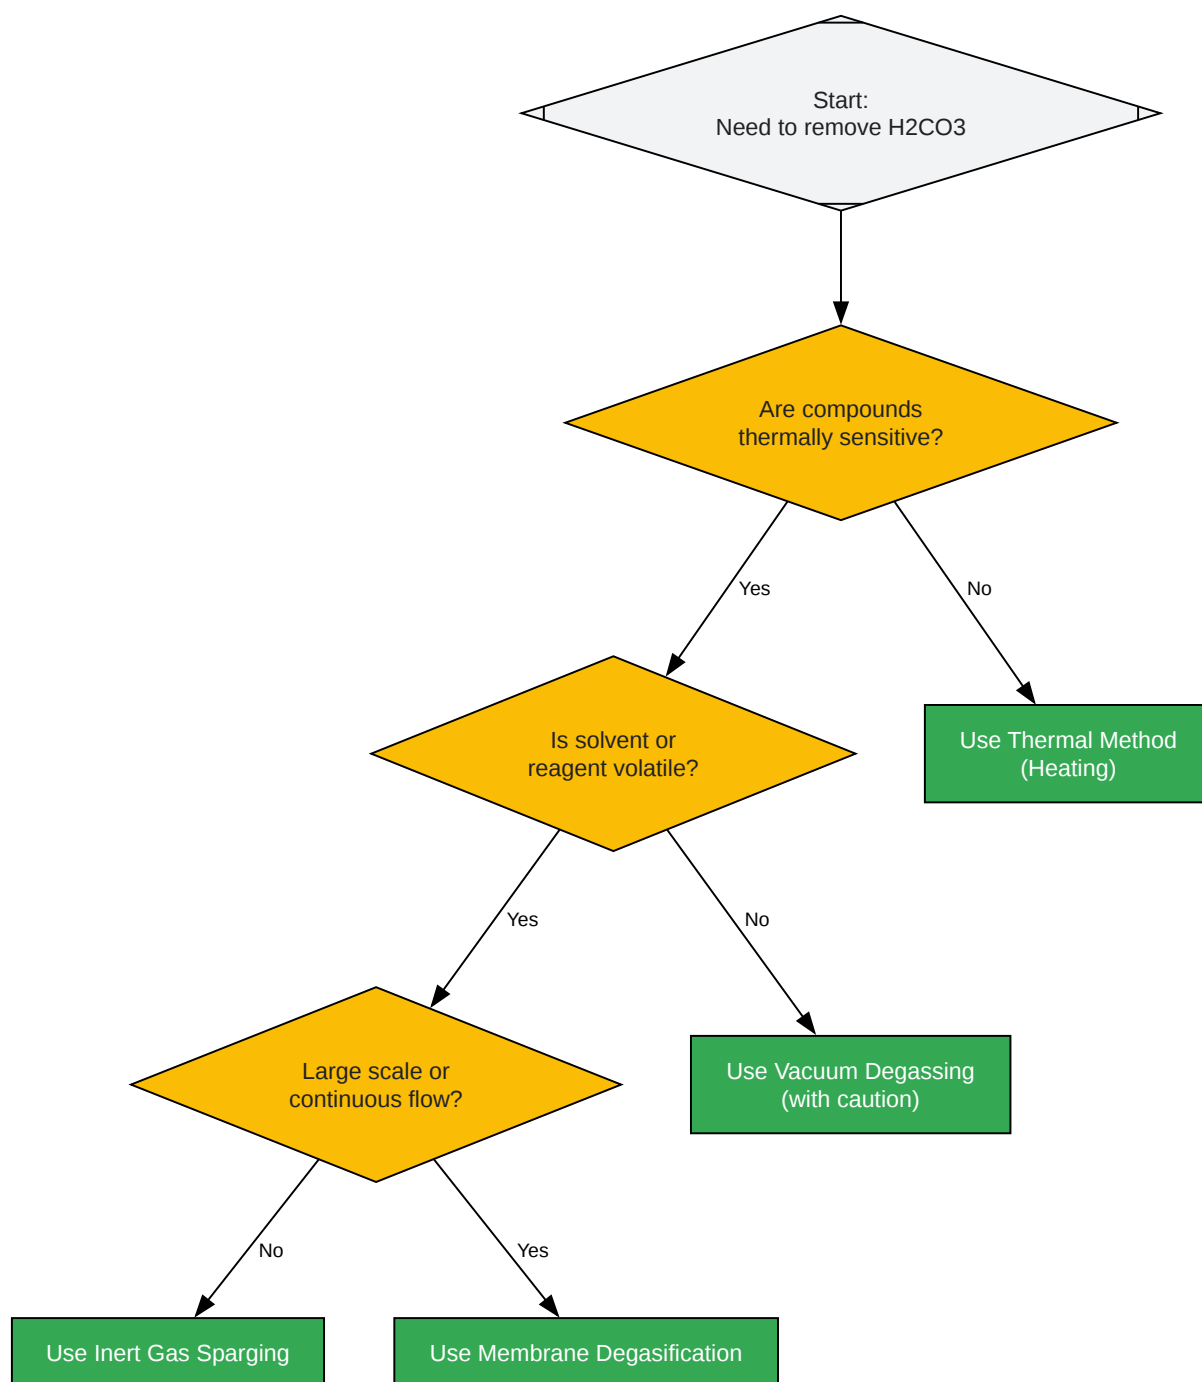 Start:
Need to remove H2CO3
Are compounds
thermally sensitive?
Yes
No
Is solvent or
reagent volatile?
Use Thermal Method
(Heating)
Yes
No
Large scale or
continuous flow?
Use Vacuum Degassing
(with caution)
No
Yes
Use Inert Gas Sparging
Use Membrane Degasification